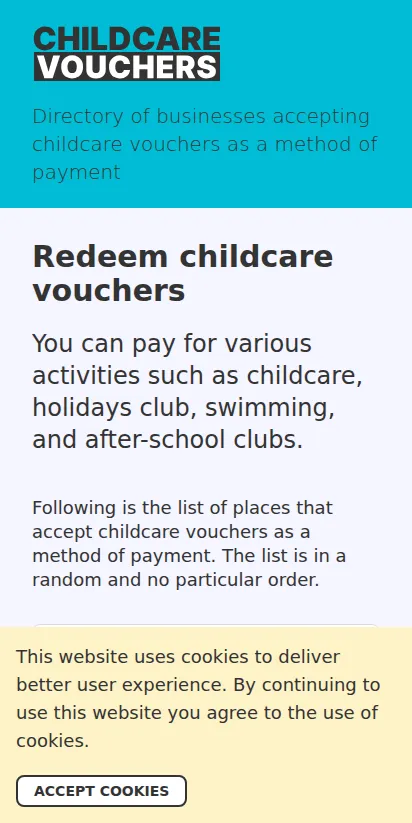 CHILDCARE
VOUCHERS
Directory of businesses accepting
childcare vouchers as a method of
payment
Redeem childcare
vouchers
You can pay for various
activities such as childcare,
holidays club, swimming,
and after-school clubs.
Following is the list of places that
accept childcare vouchers as a
method of payment. The list is in a
random and no particular order.
This website uses cookies to deliver
better user experience. By continuing to
use this website you agree to the use of
cookies.
ACCEPT COOKIES